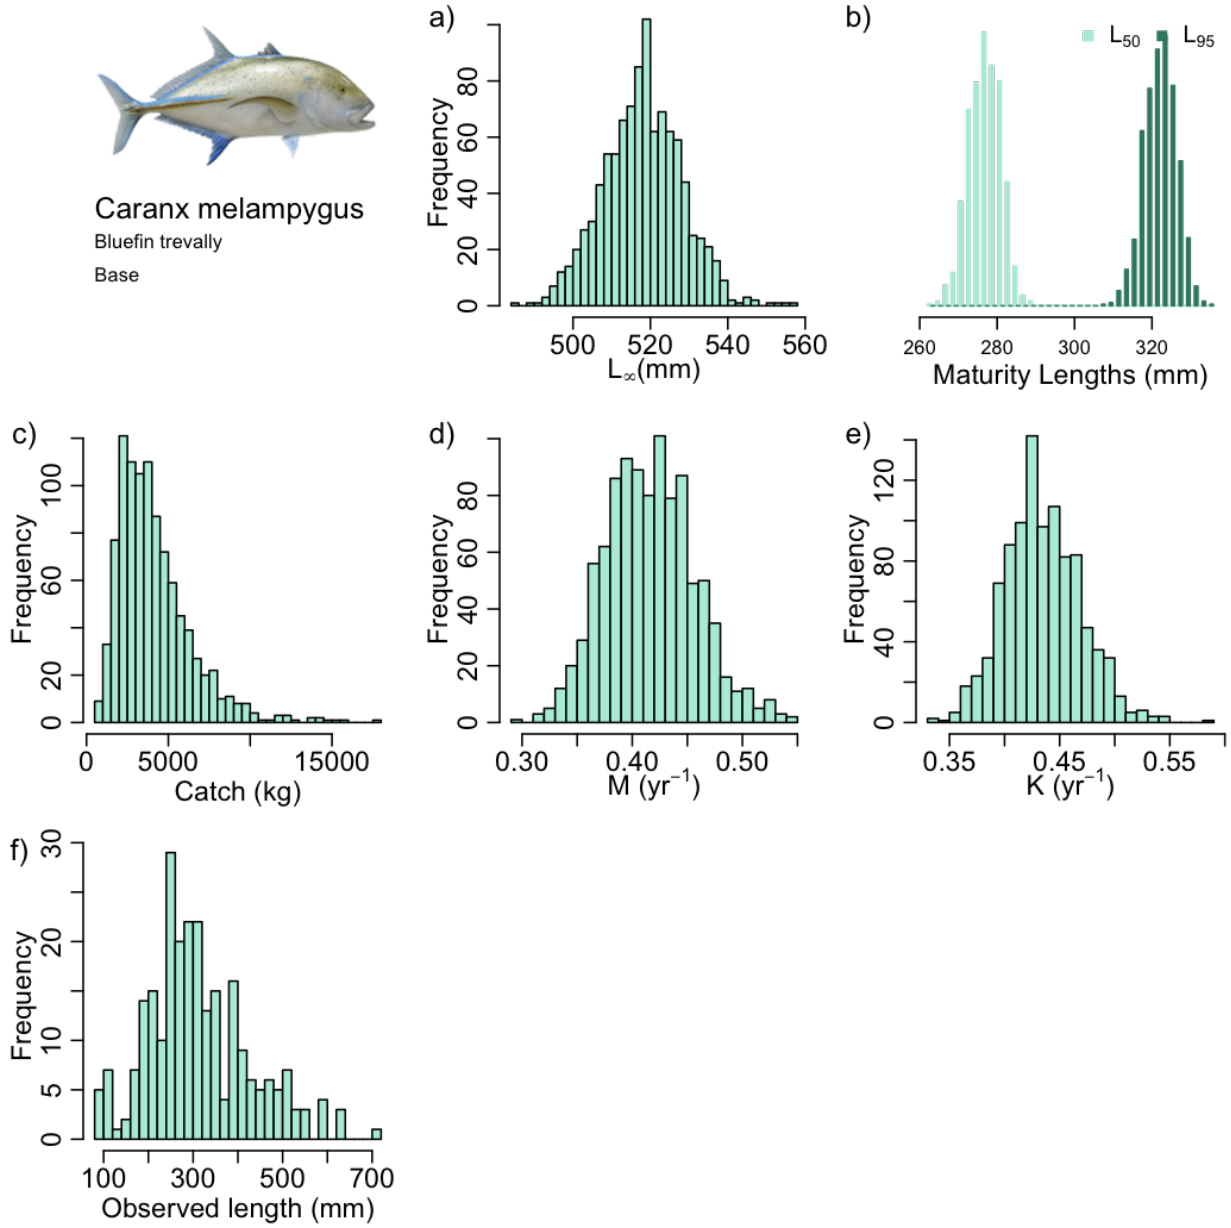 Caranx melampygus
Bluefin trevally
Base
a)
Frequency
0 20 40 60 80
500 520 540 560
L∞(mm)
b)
L50 L95
260 280 300 320
Maturity Lengths (mm)
c)
Frequency
0 20 60 100
0 5000 15000
Catch (kg)
d)
Frequency
0 20 40 60 80
0.30 0.40 0.50
M (yr−1)
e)
Frequency
0 40 80 120
0.35 0.45 0.55
K (yr−1)
f)
Frequency
0 5 10 20 30
100 300 500 700
Observed length (mm)